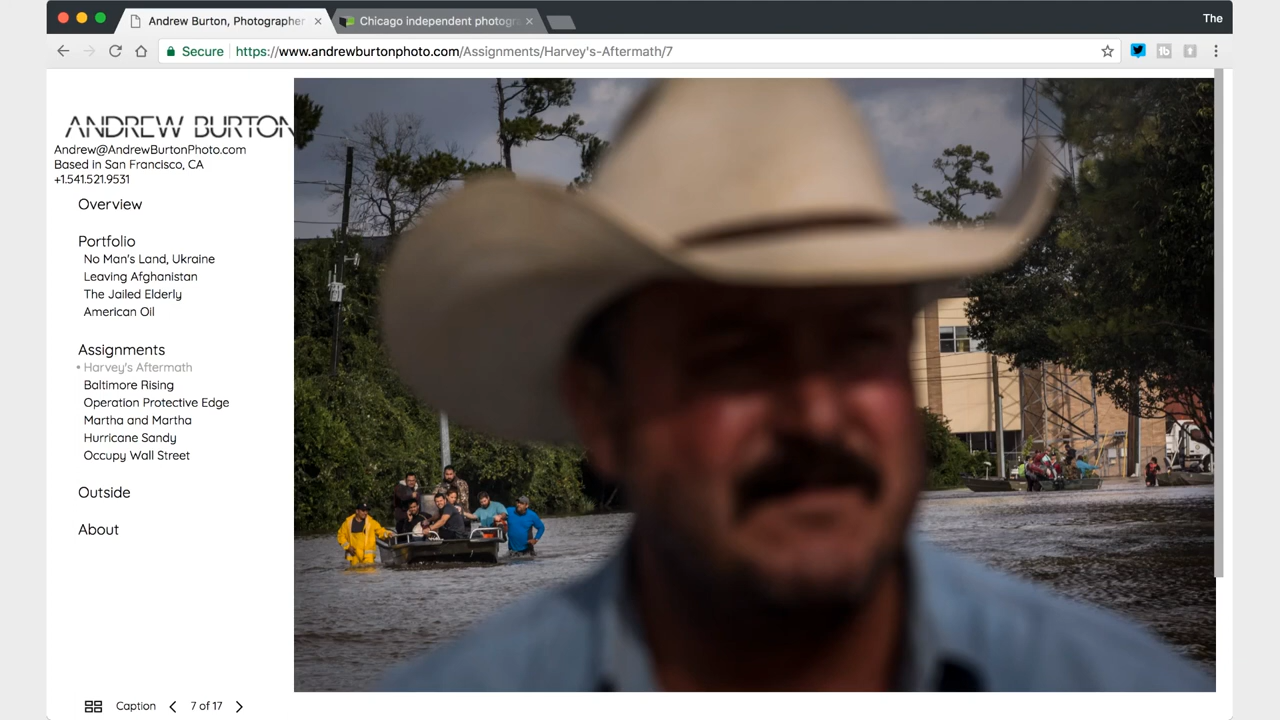 Andrew Burton, Photographer
Chicago independent photogra
The
Secure
https://www.andrewburtonphoto.com/Assignments/Harvey's-Aftermath/7
ANDREW BURTON
Andrew@AndrewBurtonPhoto.com
Based in San Francisco, CA
+1.541.521.9531
Overview
Portfolio
No Man's Land, Ukraine
Leaving Afghanistan
The Jailed Elderly
American Oil
Assignments
• Harvey's Aftermath
Baltimore Rising
Operation Protective Edge
Martha and Martha
Hurricane Sandy
Occupy Wall Street
Outside
About
Caption
7 of 17